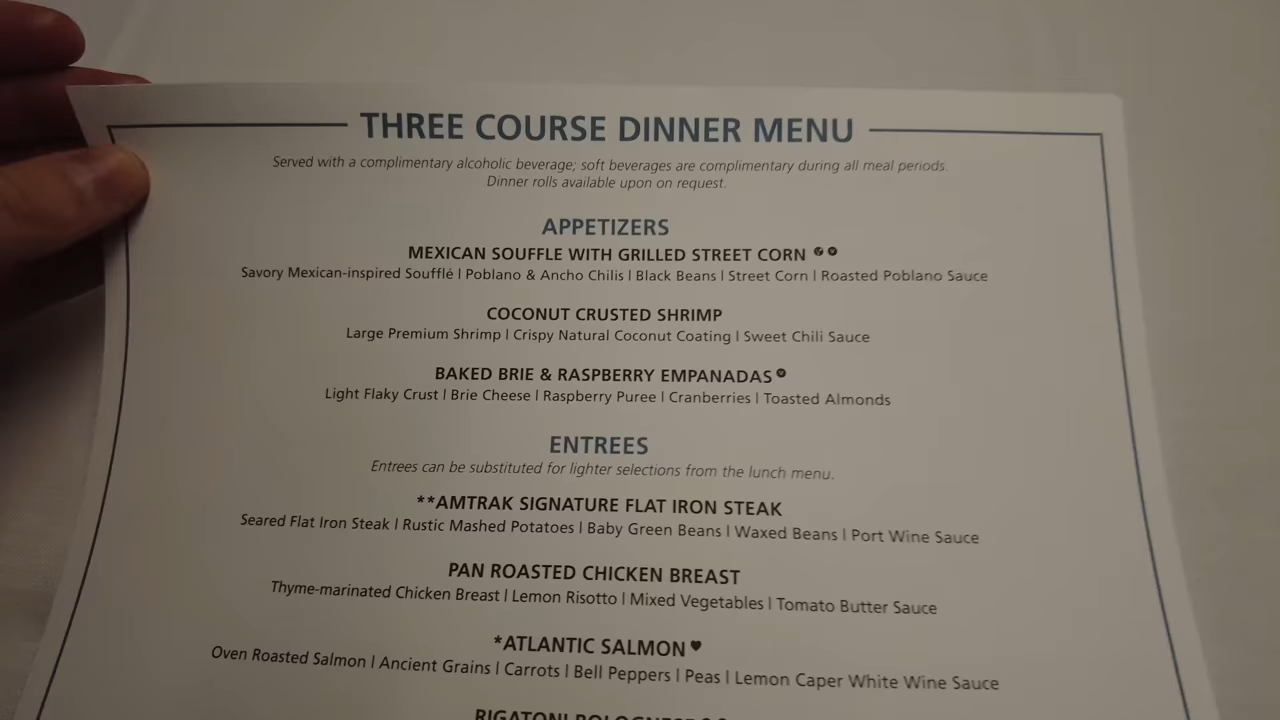 THREE COURSE DINNER MENU
Served with a complimentary alcoholic beverage; soft beverages are complimentary during all meal periods.
Dinner rolls available upon on request.
APPETIZERS
MEXICAN SOUFFLE WITH GRILLED STREET CORN
Savory Mexican-inspired Soufflé | Poblano & Ancho Chilis | Black Beans | Street Corn | Roasted Poblano Sauce
COCONUT CRUSTED SHRIMP
Large Premium Shrimp | Crispy Natural Coconut Coating | Sweet Chili Sauce
BAKED BRIE & RASPBERRY EMPANADAS
Light Flaky Crust | Brie Cheese | Raspberry Puree | Cranberries | Toasted Almonds
ENTREES
Entrees can be substituted for lighter selections from the lunch menu.
**AMTRAK SIGNATURE FLAT IRON STEAK
Seared Flat Iron Steak | Rustic Mashed Potatoes | Baby Green Beans | Waxed Beans | Port Wine Sauce
PAN ROASTED CHICKEN BREAST
Thyme-marinated Chicken Breast | Lemon Risotto | Mixed Vegetables | Tomato Butter Sauce
*ATLANTIC SALMON♥
Oven Roasted Salmon | Ancient Grains | Carrots | Bell Peppers | Peas | Lemon Caper White Wine Sauce
RIGATONI BOLOGNESE